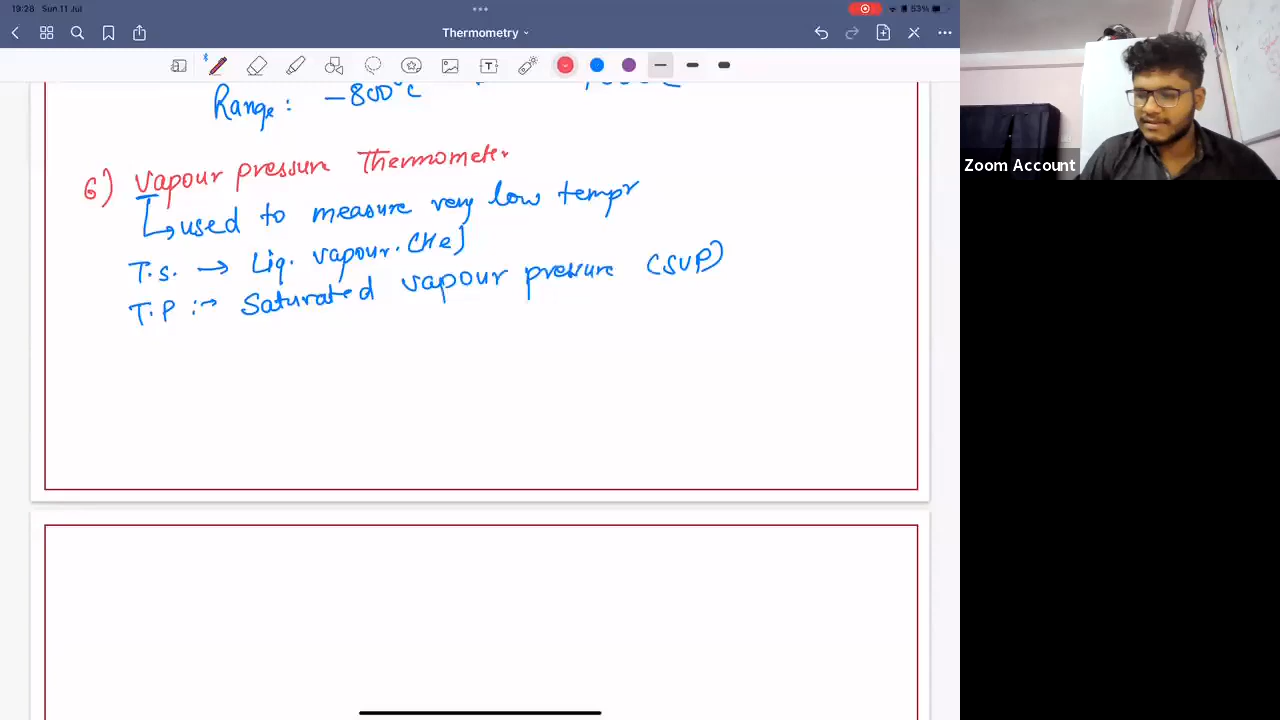 19:28 Sun 11 Jul
53%
Thermometry
Range: -800°C
6) Vapour pressure Thermometer
used to measure very low tempr
T.S. → Liq. vapour. (He)
T.P :→ Saturated vapour pressure (SVP)
Zoom Account